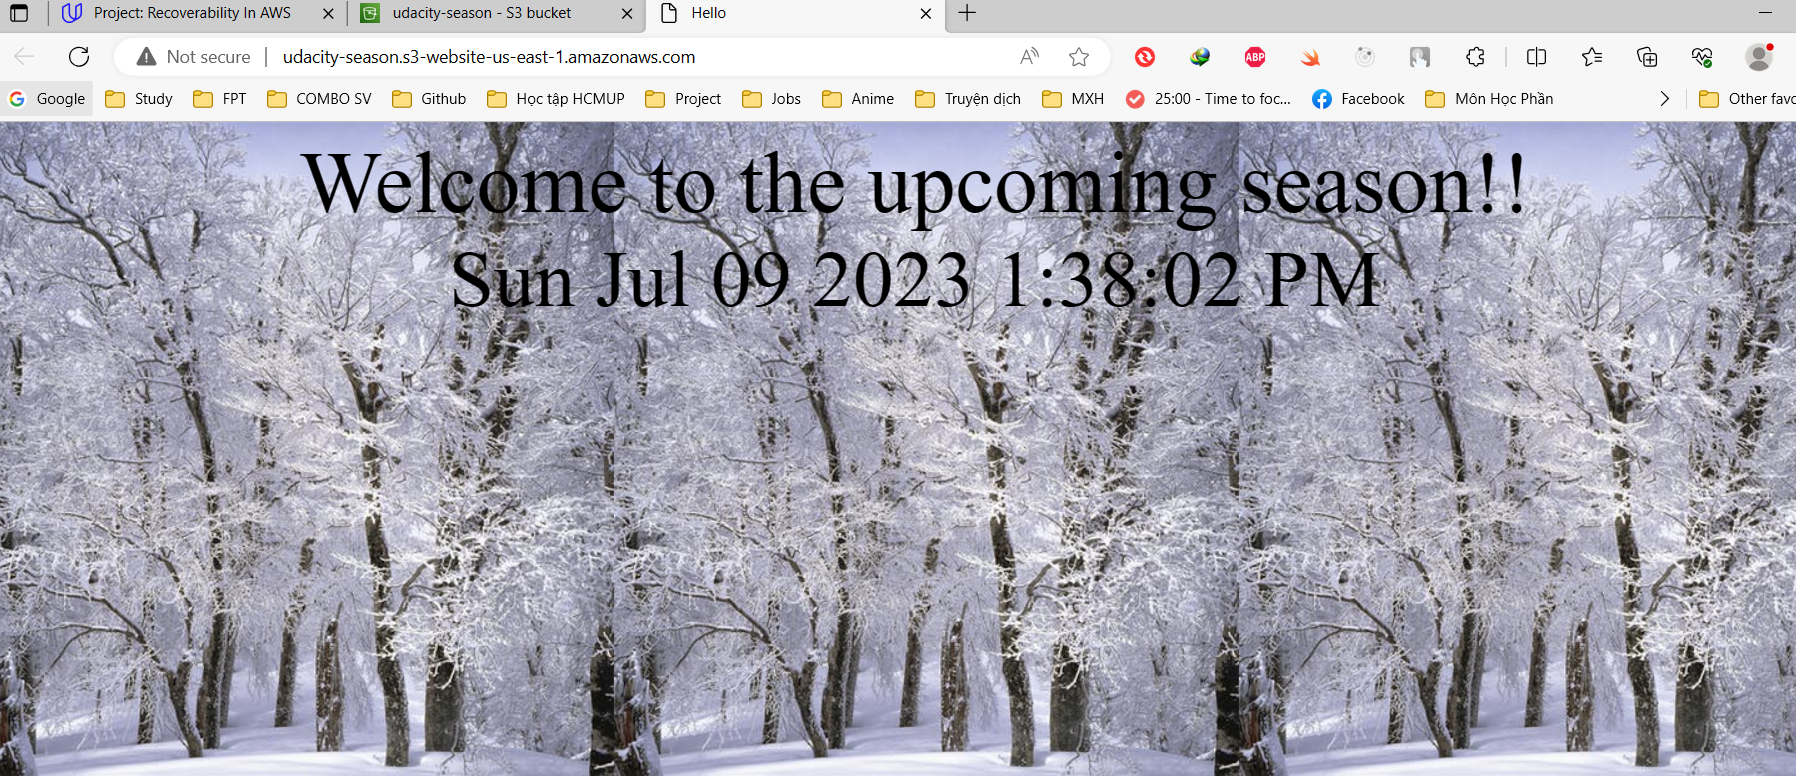 Project: Recoverability In AWS
udacity-season - S3 bucket
Hello
Not secure
udacity-season.s3-website-us-east-1.amazonaws.com
A
ABP
Google
Study
FPT
COMBO SV
Github
Học tập HCMUP
Project
Jobs
Anime
Truyện dịch
MXH
25:00 - Time to foc...
Facebook
Môn Học Phần
Other favo
Welcome to the upcoming season!!
Sun Jul 09 2023 1:38:02 PM